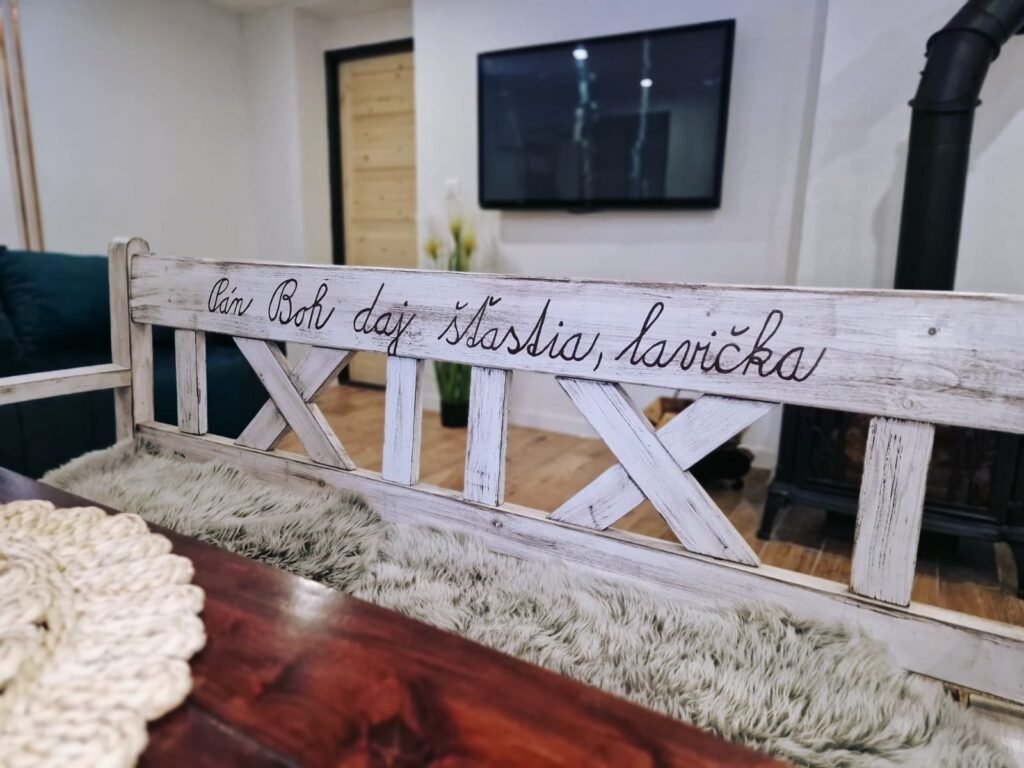 Pán Boh daj šťastia, lavička